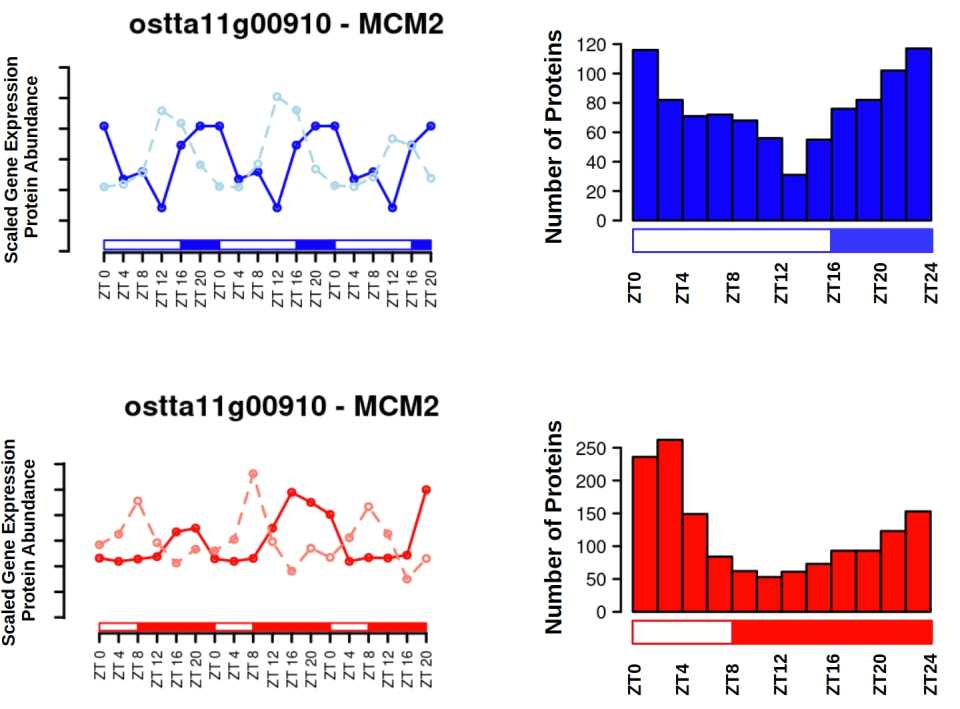 ostta11g00910 - MCM2
Scaled Gene Expression
Protein Abundance
ZT 0 ZT 4 ZT 8 ZT 12 ZT 16 ZT 20 ZT 0 ZT 4 ZT 8 ZT 12 ZT 16 ZT 20 ZT 0 ZT 4 ZT 8 ZT 12 ZT 16 ZT 20
Number of Proteins
120
100
80
60
40
20
0
ZT0 ZT4 ZT8 ZT12 ZT16 ZT20 ZT24
ostta11g00910 - MCM2
Scaled Gene Expression
Protein Abundance
ZT 0 ZT 4 ZT 8 ZT 12 ZT 16 ZT 20 ZT 0 ZT 4 ZT 8 ZT 12 ZT 16 ZT 20 ZT 0 ZT 4 ZT 8 ZT 12 ZT 16 ZT 20
Number of Proteins
250
200
150
100
50
0
ZT0 ZT4 ZT8 ZT12 ZT16 ZT20 ZT24